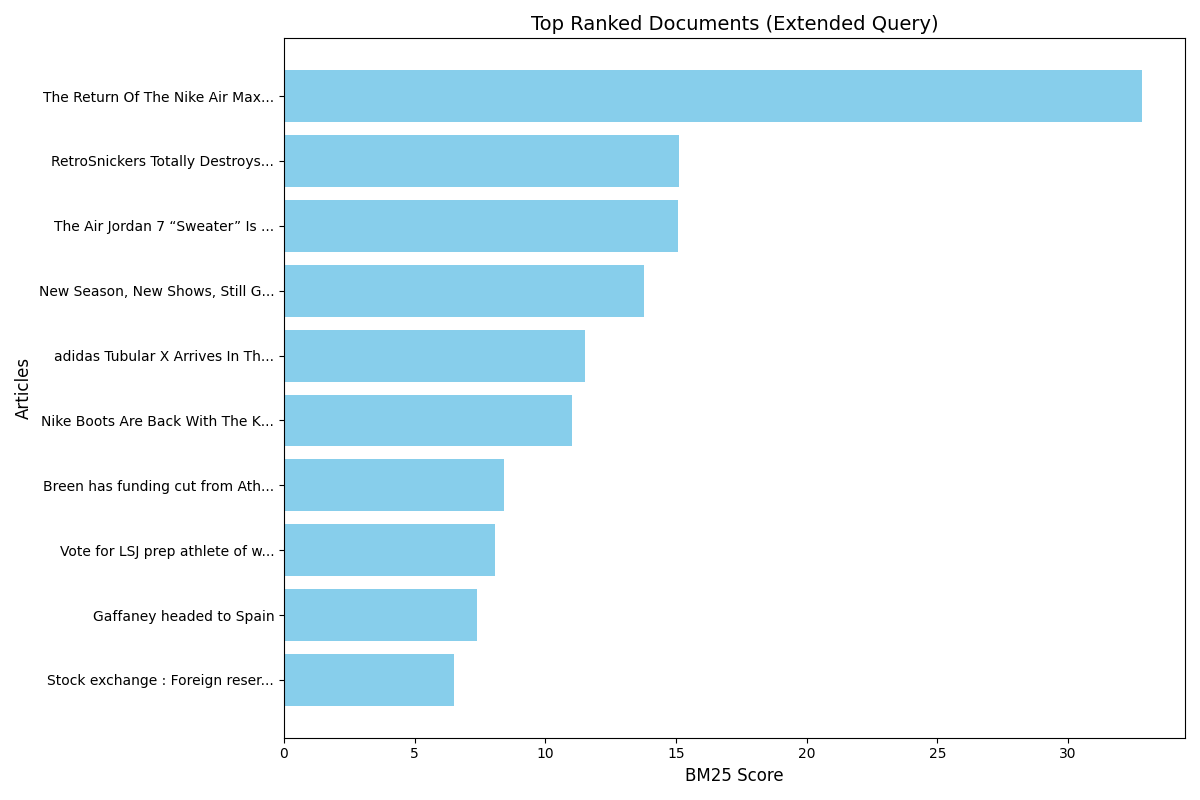 Top Ranked Documents (Extended Query)
Articles
The Return Of The Nike Air Max...
RetroSnickers Totally Destroys...
The Air Jordan 7 “Sweater” Is ...
New Season, New Shows, Still G...
adidas Tubular X Arrives In Th...
Nike Boots Are Back With The K...
Breen has funding cut from Ath...
Vote for LSJ prep athlete of w...
Gaffaney headed to Spain
Stock exchange : Foreign reser...
0 5 10 15 20 25 30
BM25 Score